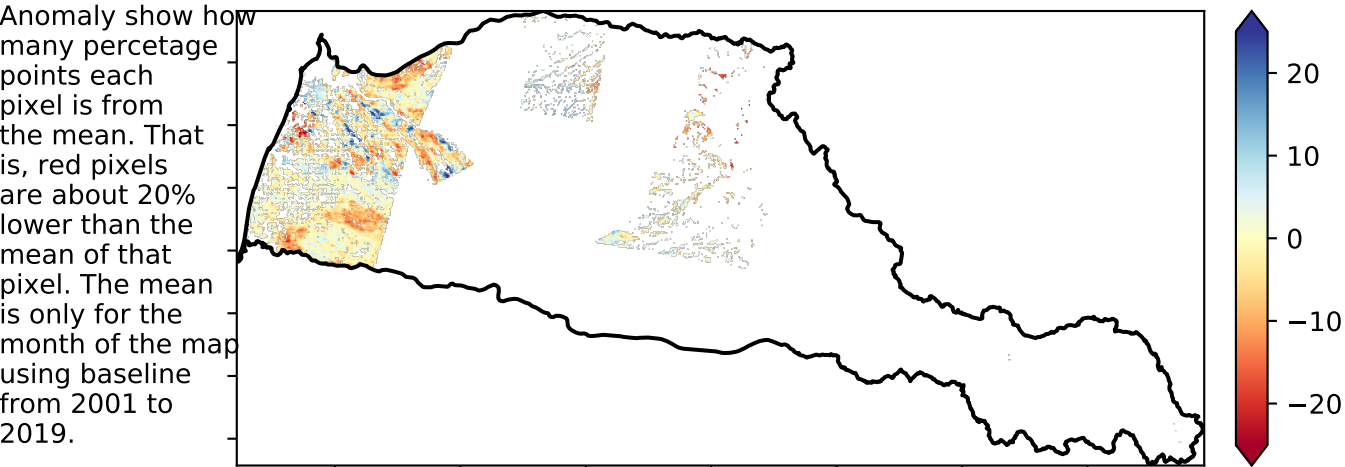 Anomaly show how
many percetage
points each
pixel is from
the mean. That
is, red pixels
are about 20%
lower than the
mean of that
pixel. The mean
is only for the
month of the map
using baseline
from 2001 to
2019.
20
10
0
−10
−20